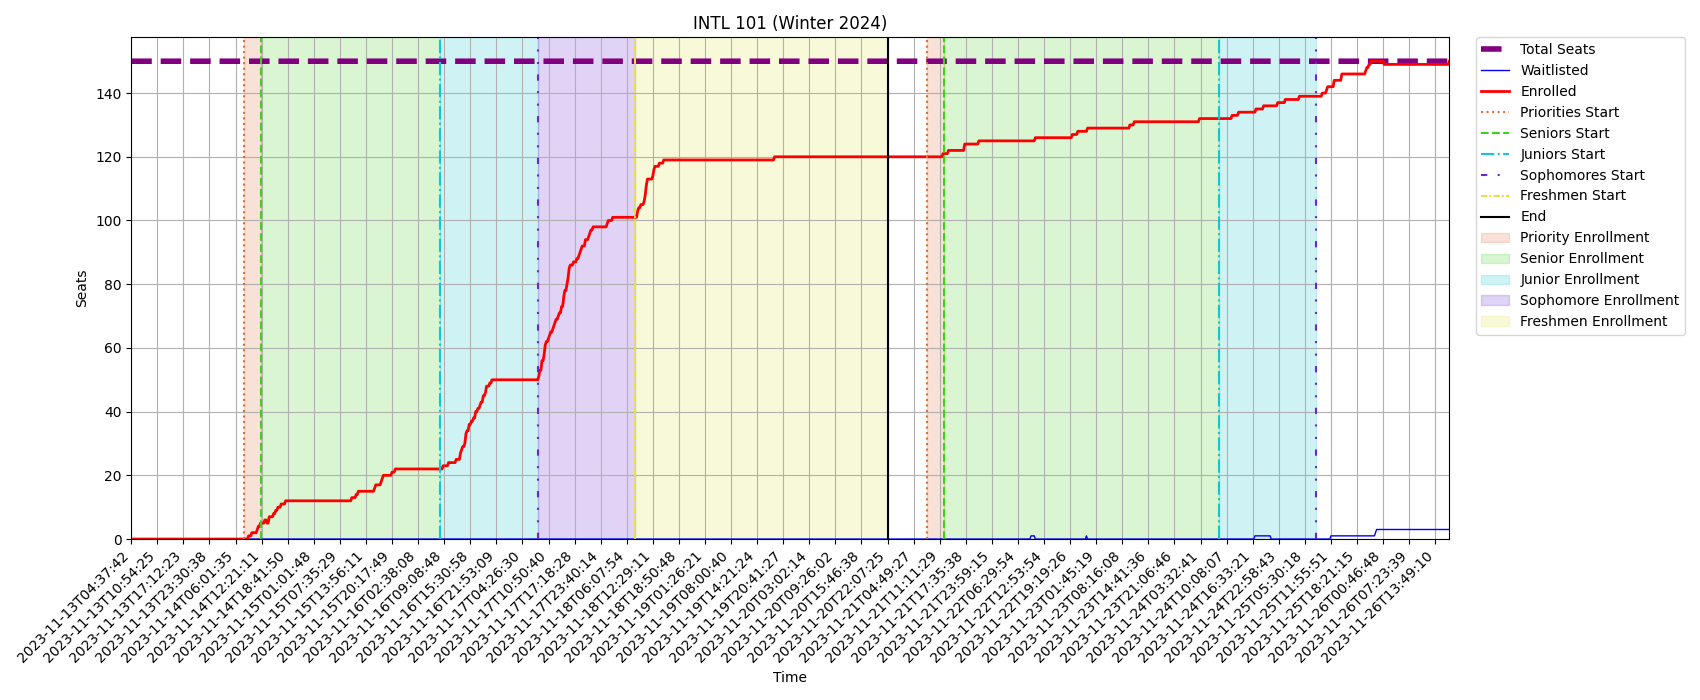 INTL 101 (Winter 2024)
Seats
140
120
100
80
60
40
20
0
2023-11-13T04:37:42
2023-11-13T10:54:25
2023-11-13T17:12:23
2023-11-13T23:30:38
2023-11-14T06:01:35
2023-11-14T12:21:11
2023-11-14T18:41:50
2023-11-15T01:01:48
2023-11-15T07:35:29
2023-11-15T13:56:11
2023-11-15T20:17:49
2023-11-16T02:38:08
2023-11-16T09:08:48
2023-11-16T15:30:58
2023-11-16T21:53:09
2023-11-17T04:26:30
2023-11-17T10:50:40
2023-11-17T17:18:28
2023-11-17T23:40:14
2023-11-18T06:07:54
2023-11-18T12:29:11
2023-11-18T18:50:48
2023-11-19T01:26:21
2023-11-19T08:00:40
2023-11-19T14:21:24
2023-11-19T20:41:27
2023-11-20T03:02:14
2023-11-20T09:26:02
2023-11-20T15:46:38
2023-11-20T22:07:25
2023-11-21T04:49:27
2023-11-21T11:11:29
2023-11-21T17:35:38
2023-11-21T23:59:15
2023-11-22T06:29:54
2023-11-22T12:53:54
2023-11-22T19:19:26
2023-11-23T01:45:19
2023-11-23T08:16:08
2023-11-23T14:41:36
2023-11-23T21:06:46
2023-11-24T03:32:41
2023-11-24T10:08:07
2023-11-24T16:33:21
2023-11-24T22:58:43
2023-11-25T05:30:18
2023-11-25T11:55:51
2023-11-25T18:21:15
2023-11-26T00:46:48
2023-11-26T07:23:39
2023-11-26T13:49:10
Time
Total Seats
Waitlisted
Enrolled
Priorities Start
Seniors Start
Juniors Start
Sophomores Start
Freshmen Start
End
Priority Enrollment
Senior Enrollment
Junior Enrollment
Sophomore Enrollment
Freshmen Enrollment